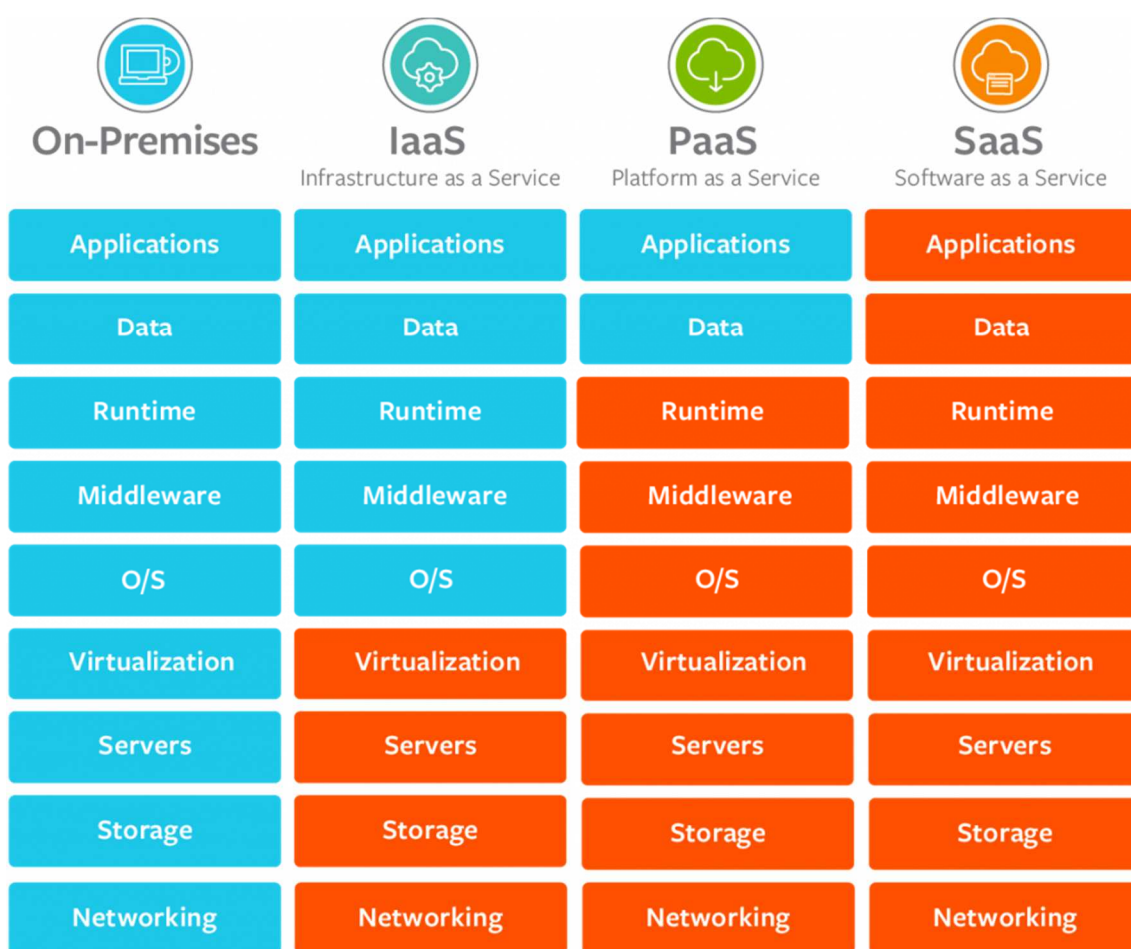 On-Premises IaaS PaaS SaaS
Infrastructure as a Service Platform as a Service Software as a Service
Applications Applications Applications Applications
Data Data Data Data
Runtime Runtime Runtime Runtime
Middleware Middleware Middleware Middleware
O/S O/S O/S O/S
Virtualization Virtualization Virtualization Virtualization
Servers Servers Servers Servers
Storage Storage Storage Storage
Networking Networking Networking Networking